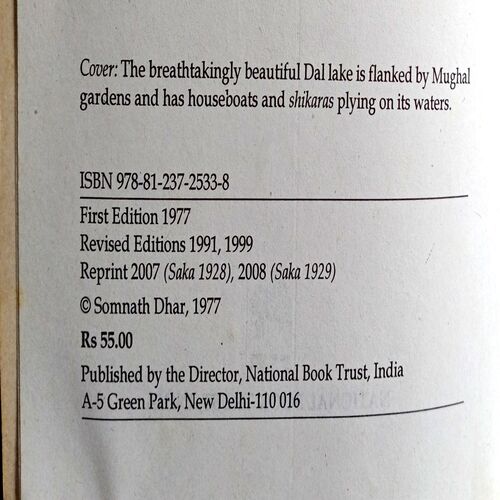 Cover: The breathtakingly beautiful Dal lake is flanked by Mughal
gardens and has houseboats and shikaras plying on its waters.
ISBN 978-81-237-2533-8
First Edition 1977
Revised Editions 1991, 1999
Reprint 2007 (Saka 1928), 2008 (Saka 1929)
© Somnath Dhar, 1977
Rs 55.00
Published by the Director, National Book Trust, India
A-5 Green Park, New Delhi-110 016